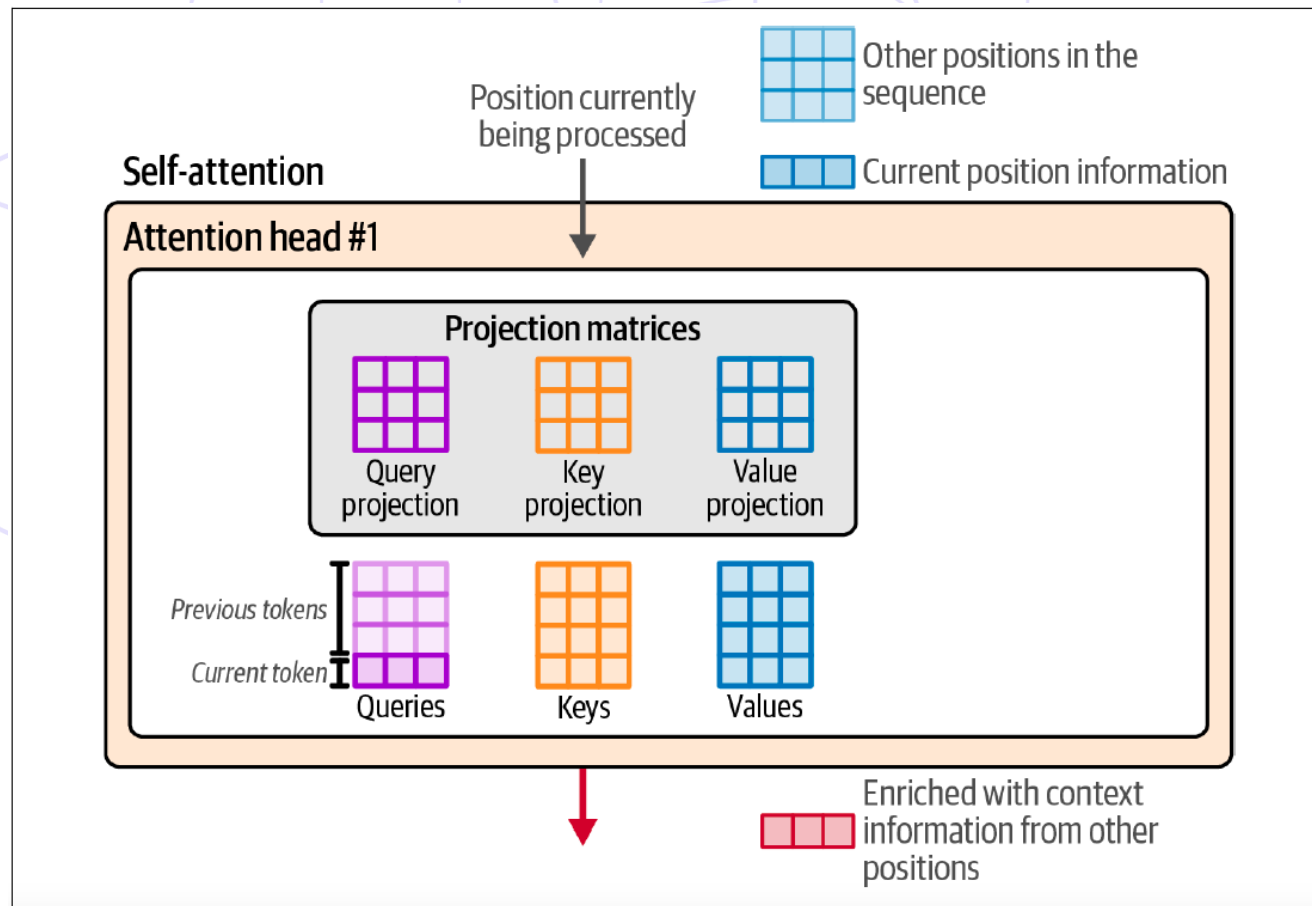 Other positions in the
sequence
Position currently
being processed
Current position information
Self-attention
Attention head #1
Projection matrices
Query
projection
Key
projection
Value
projection
Previous tokens
Current token
Queries
Keys
Values
Enriched with context
information from other
positions